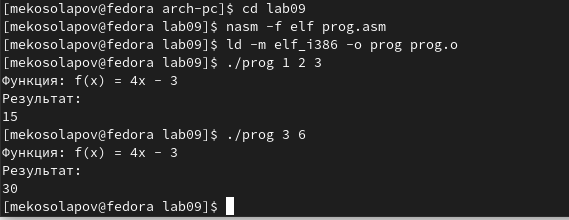 [mekosolapov@fedora arch-pc]$ cd lab09
[mekosolapov@fedora lab09]$ nasm -f elf prog.asm
[mekosolapov@fedora lab09]$ ld -m elf_i386 -o prog prog.o
[mekosolapov@fedora lab09]$ ./prog 1 2 3
Функция: f(x) = 4x - 3
Результат:
15
[mekosolapov@fedora lab09]$ ./prog 3 6
Функция: f(x) = 4x - 3
Результат:
30
[mekosolapov@fedora lab09]$